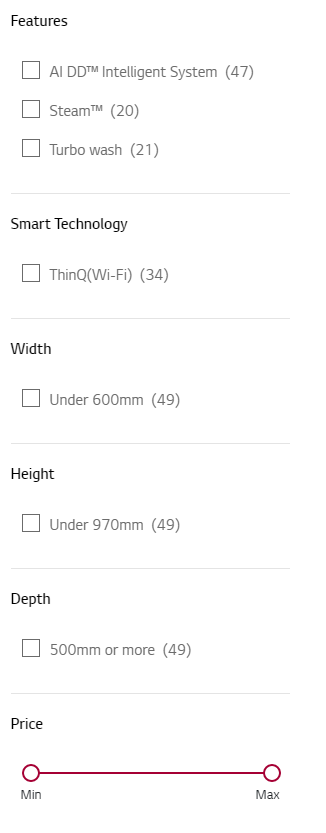 Features
AI DD™ Intelligent System (47)
Steam™ (20)
Turbo wash (21)
Smart Technology
ThinQ(Wi-Fi) (34)
Width
Under 600mm (49)
Height
Under 970mm (49)
Depth
500mm or more (49)
Price
Min Max